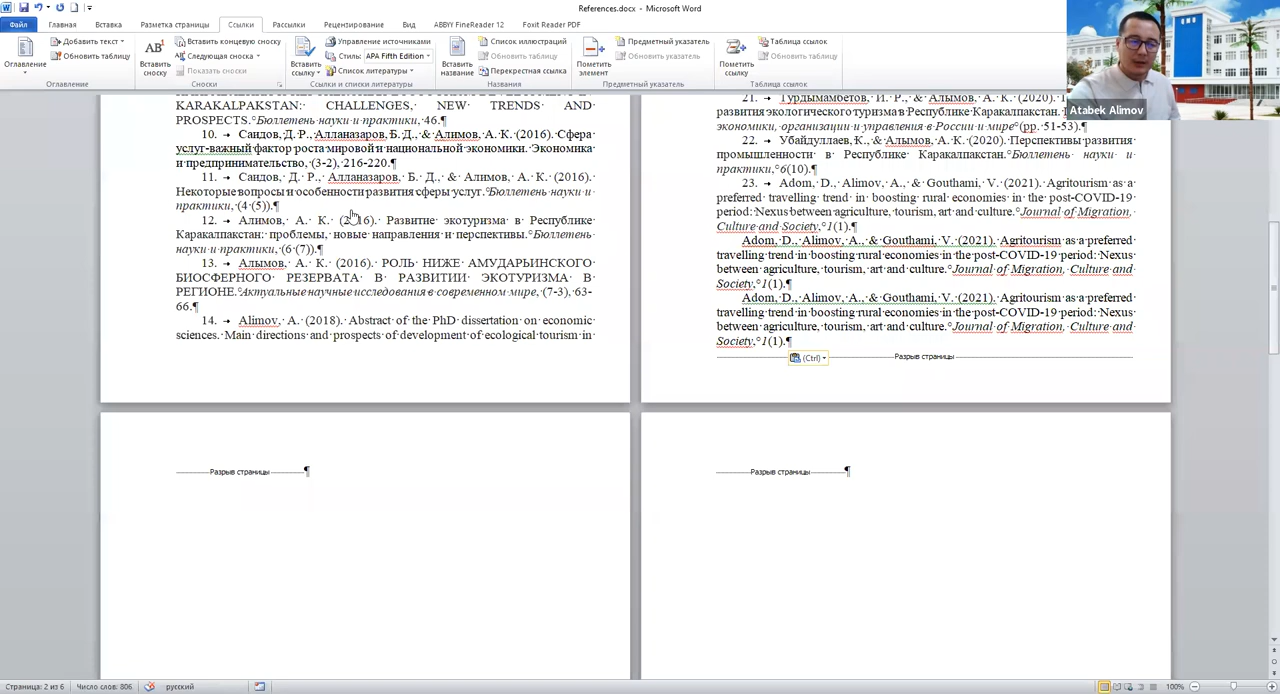 References.docx - Microsoft Word
Файл Главная Вставка Разметка страницы Ссылки Рассылки Рецензирование Вид ABBYY FineReader 12 Foxit Reader PDF
Оглавление
Добавить текст
Обновить таблицу
Оглавление
AB¹
Вставить сноску
Вставить концевую сноску
Следующая сноска
Показать сноски
Сноски
Вставить ссылку
Управление источниками
Стиль: APA Fifth Edition
Список литературы
Ссылки и списки литературы
Вставить название
Список иллюстраций
Обновить таблицу
Перекрестная ссылка
Названия
Пометить элемент
Предметный указатель
Обновить указатель
Предметный указатель
Пометить ссылку
Таблица ссылок
Обновить таблицу
Таблица ссылок
Atabek Alimov
KARAKALPAKSTAN: CHALLENGES, NEW TRENDS AND
PROSPECTS. Бюллетень науки и практики, 46.¶
10. → Саидов, Д. Р., Алланазаров, Б. Д., & Алимов, А. К. (2016). Сфера
услуг-важный фактор роста мировой и национальной экономики. Экономика
и предпринимательство, (3-2), 216-220.¶
11. → Саидов, Д. Р., Алланазаров, Б. Д., & Алимов, А. К. (2016).
Некоторые вопросы и особенности развития сферы услуг. Бюллетень науки и
практики, (4 (5)).¶
12. → Алимов, А. К. (2016). Развитие экотуризма в Республике
Каракалпакстан: проблемы, новые направления и перспективы. Бюллетень
науки и практики, (6 (7)).¶
13. → Алымов, А. К. (2016). РОЛЬ НИЖЕ АМУДАРЬИНСКОГО
БИОСФЕРНОГО РЕЗЕРВАТА В РАЗВИТИИ ЭКОТУРИЗМА В
РЕГИОНЕ. Актуальные научные исследования в современном мире, (7-3), 63-
66.¶
14. → Alimov, A. (2018). Abstract of the PhD dissertation on economic
sciences. Main directions and prospects of development of ecological tourism in
21. → Турдымамбетов, И. Р., & Алымов, А. К. (2020).
развития экологического туризма в Республике Каракалпакстан.
экономики, организации и управления в России и мире (pp. 51-53).¶
22. → Убайдуллаев, К., & Алымов, А. К. (2020). Перспективы развития
промышленности в Республике Каракалпакстан. Бюллетень науки и
практики, 6(10).¶
23. → Adom, D., Alimov, A., & Gouthami, V. (2021). Agritourism as a
preferred travelling trend in boosting rural economies in the post-COVID-19
period: Nexus between agriculture, tourism, art and culture. Journal of Migration,
Culture and Society, 1(1).¶
Adom, D., Alimov, A., & Gouthami, V. (2021). Agritourism as a preferred
travelling trend in boosting rural economies in the post-COVID-19 period: Nexus
between agriculture, tourism, art and culture. Journal of Migration, Culture and
Society, 1(1).¶
Adom, D., Alimov, A., & Gouthami, V. (2021). Agritourism as a preferred
travelling trend in boosting rural economies in the post-COVID-19 period: Nexus
between agriculture, tourism, art and culture. Journal of Migration, Culture and
Society, 1(1).¶
(Ctrl)
Разрыв страницы
Разрыв страницы ¶
Разрыв страницы ¶
Страница: 2 из 6 Число слов: 806 русский 100%